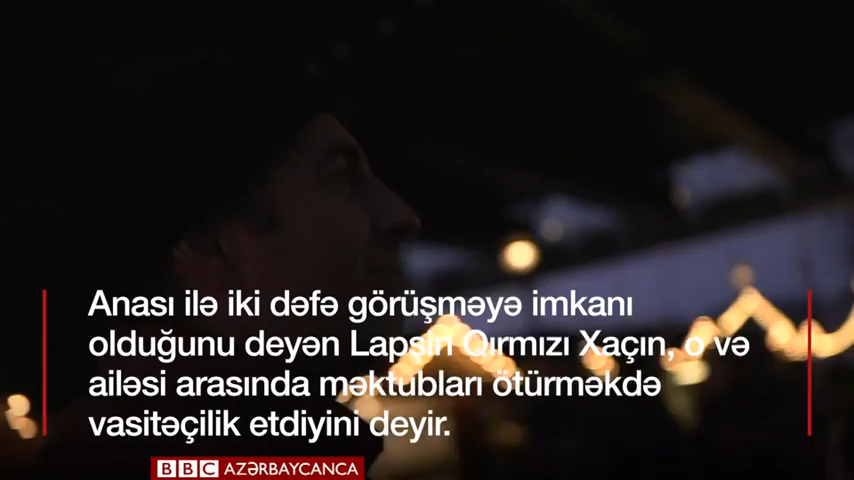 Anası ilə iki dəfə görüşməyə imkanı
olduğunu deyən Lapşin Qırmızı Xaçın, o və
ailəsi arasında məktubları ötürməkdə
vasitəçilik etdiyini deyir.
BBC AZƏRBAYCANCA